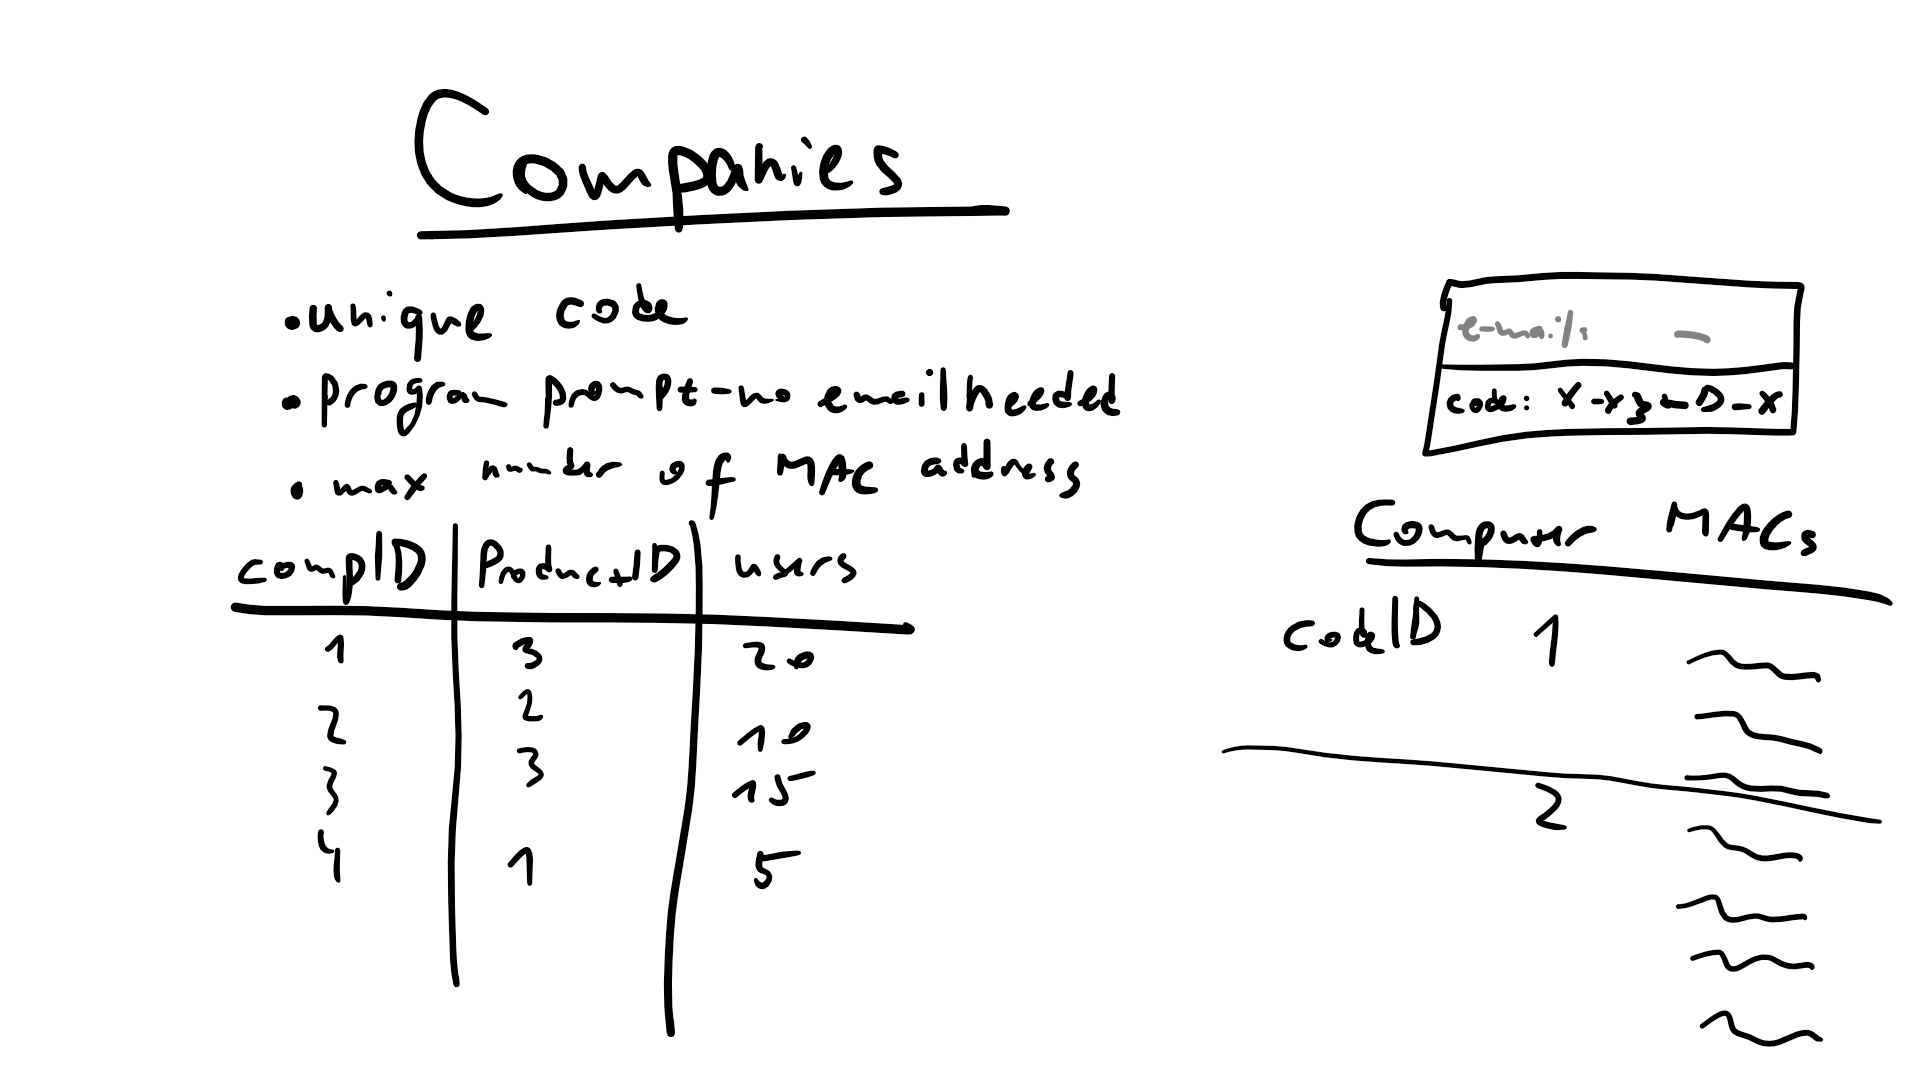 Companies
• unique code
• program prompt - no email needed
• max number of MAC address
compID ProductID users
1 3 20
2 2 10
3 3 15
4 1 5
e-mail: -
code: X-Yz-D-X
Computer MACs
codeID 1
2